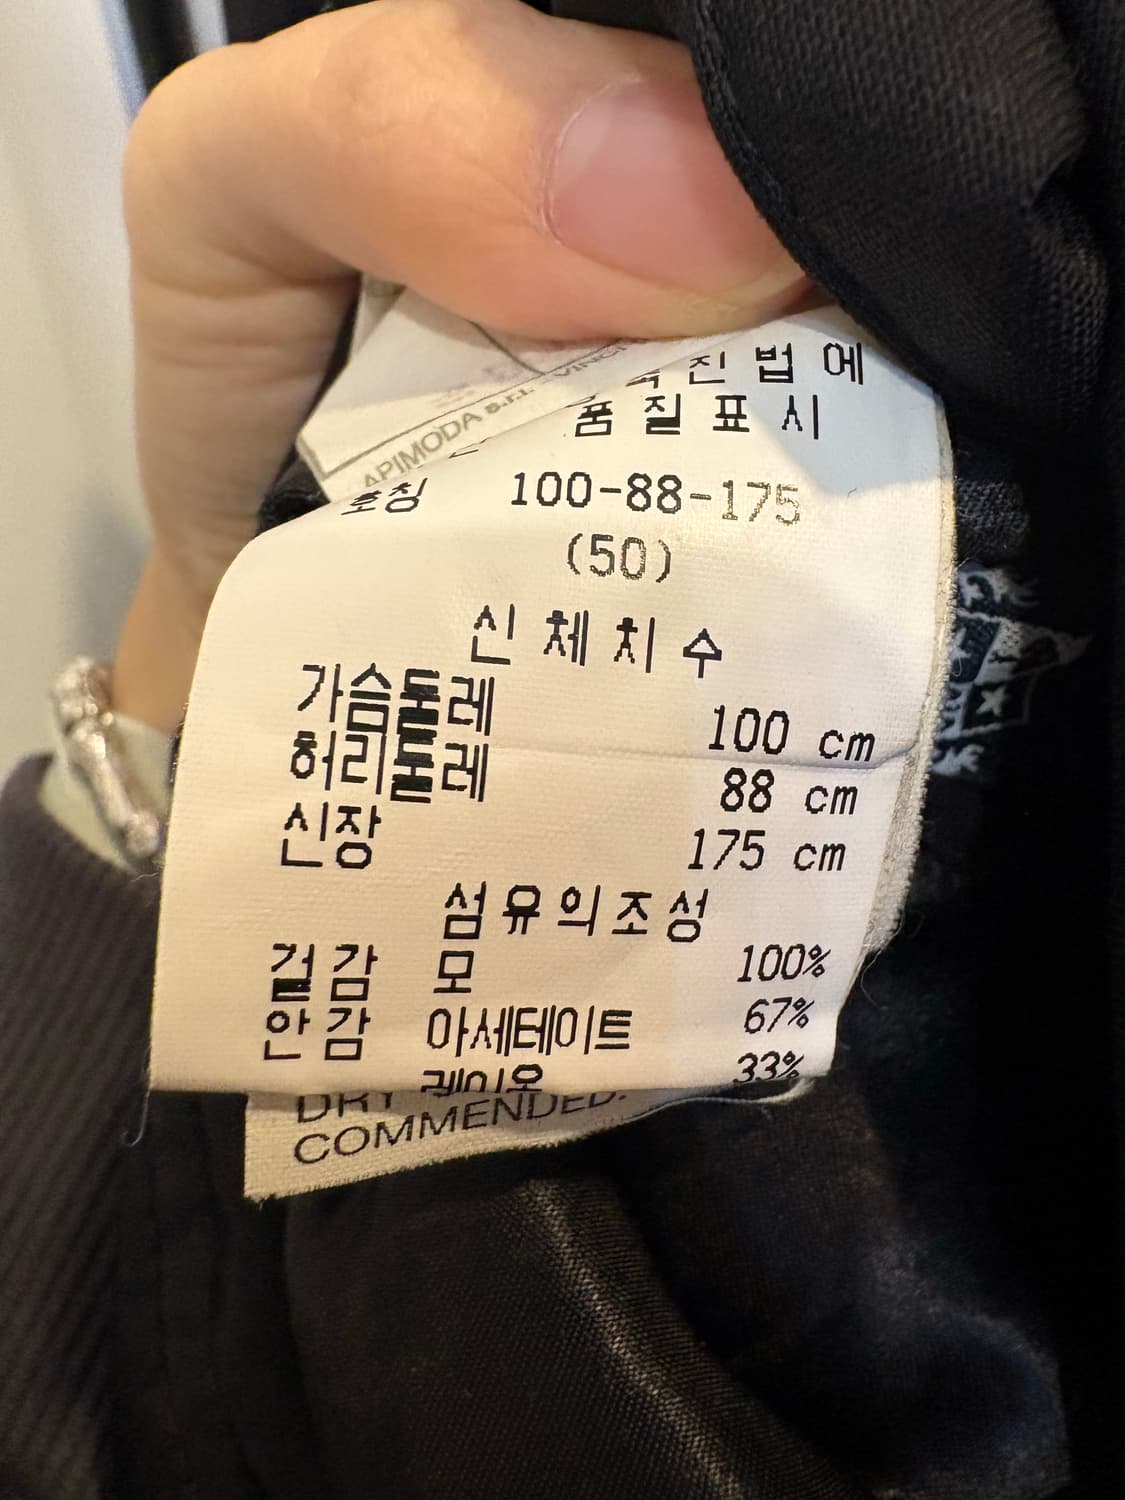 진법에
품질표시
APIMODA s.r.l.
호칭 100-88-175
(50)
신체치수
가슴둘레 100 cm
허리둘레 88 cm
신장 175 cm
섬유의조성
겉감 모 100%
안감 아세테이트 67%
레이온 33%
DRY
COMMENDED.